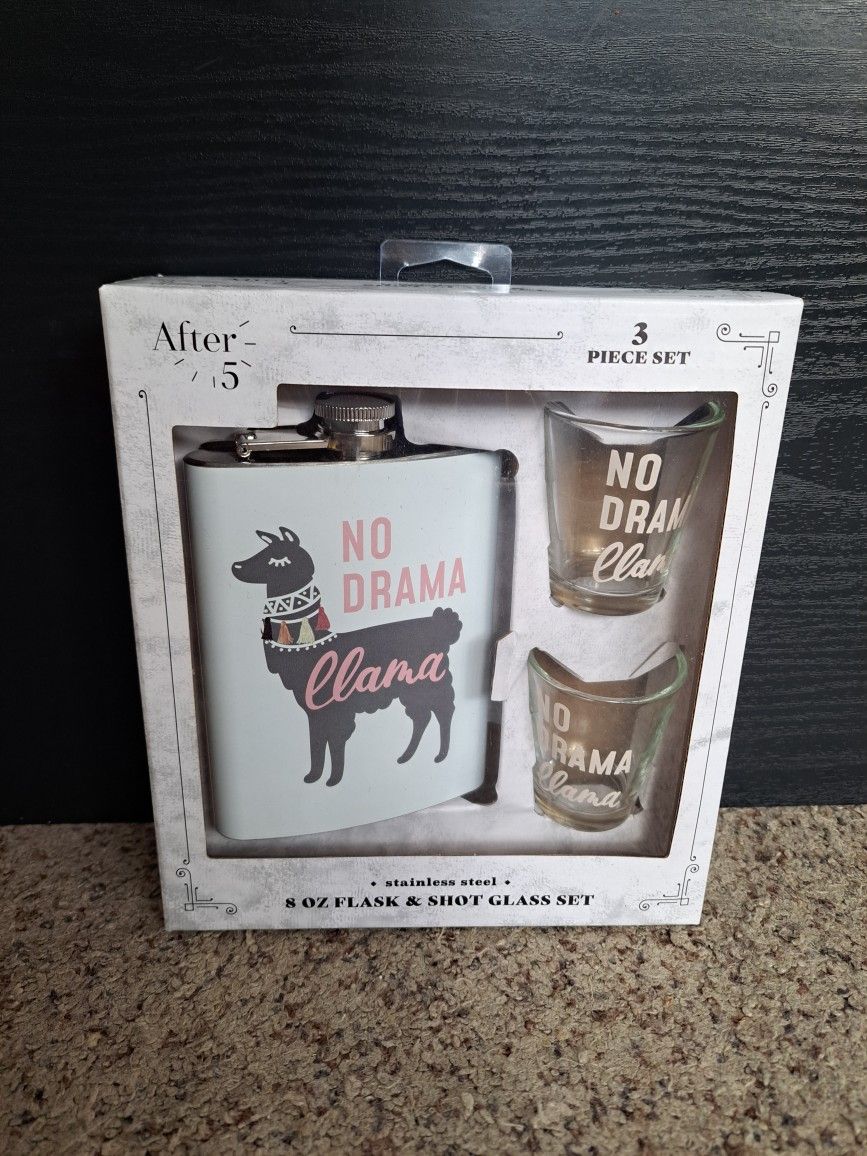 After
5
3
PIECE SET
NO
DRAMA
llama
NO
DRAM
llam
NO
DRAMA
llama
• stainless steel •
8 OZ FLASK & SHOT GLASS SET